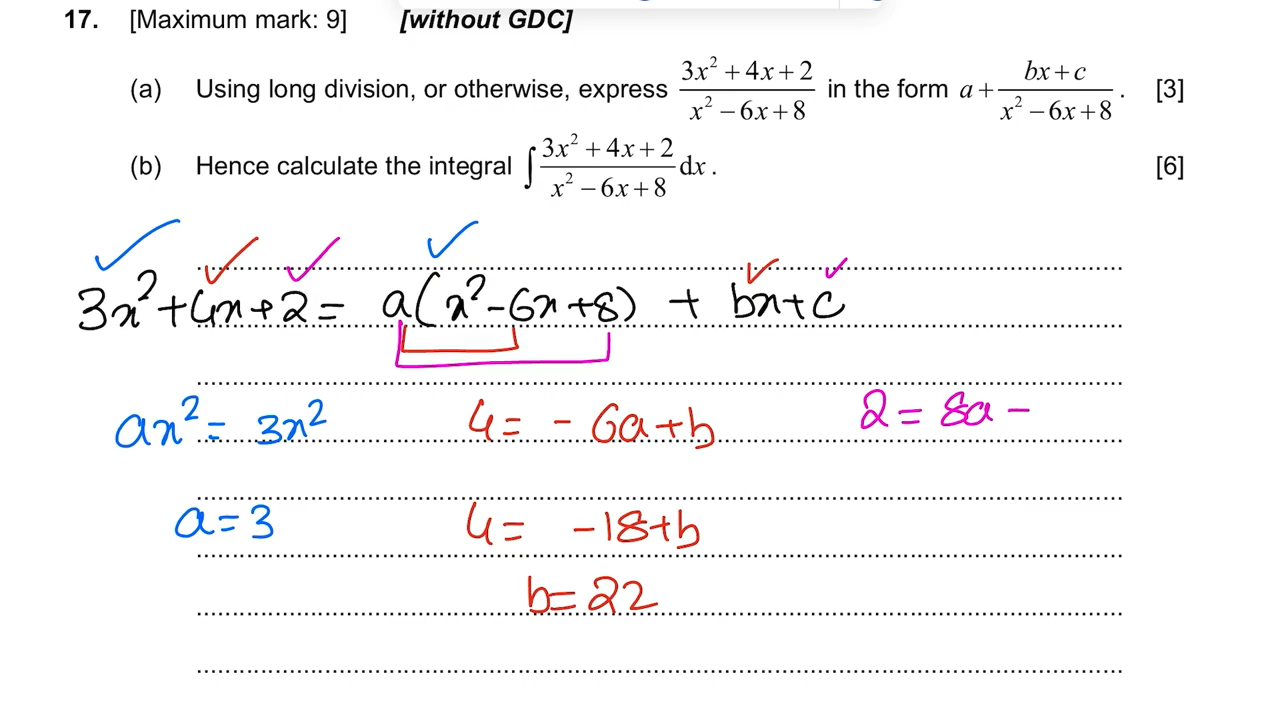 17. [Maximum mark: 9] [without GDC]
(a) Using long division, or otherwise, express (3x² + 4x + 2)/(x² − 6x + 8) in the form a + (bx + c)/(x² − 6x + 8). [3]
(b) Hence calculate the integral ∫ (3x² + 4x + 2)/(x² − 6x + 8) dx. [6]
3x² + 4x + 2 = a(x² − 6x + 8) + bx + c
ax² = 3x² 4 = − 6a + b 2 = 8a −
a = 3 4 = −18 + b
b = 22